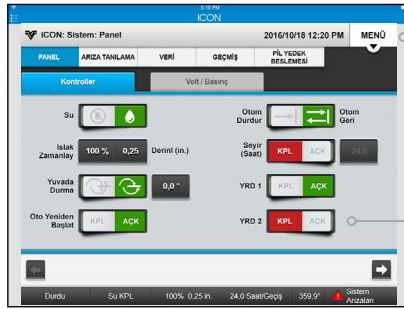 5:15 PM
ICON
ICON: Sistem: Panel
2016/10/18 12:20 PM
MENÜ
PANEL
ARIZA TANILAMA
VERİ
GEÇMİŞ
PİL YEDEK
BESLEMESİ
Kontroller
Volt / Basınç
Su
Otom
Durdur
Otom
Geri
Islak
Zamanlay
100 %
0,25
Derinl (in.)
Seyir
(Saat)
KPL
AÇK
24,0
Yuvada
Durma
0,0 °
YRD 1
KPL
AÇK
Oto Yeniden
Başlat
KPL
AÇK
YRD 2
KPL
AÇK
Durdu
Su KPL
100% 0,25 in.
24,0 Saat/Geçiş
359,9°
Sistem
Arızaları